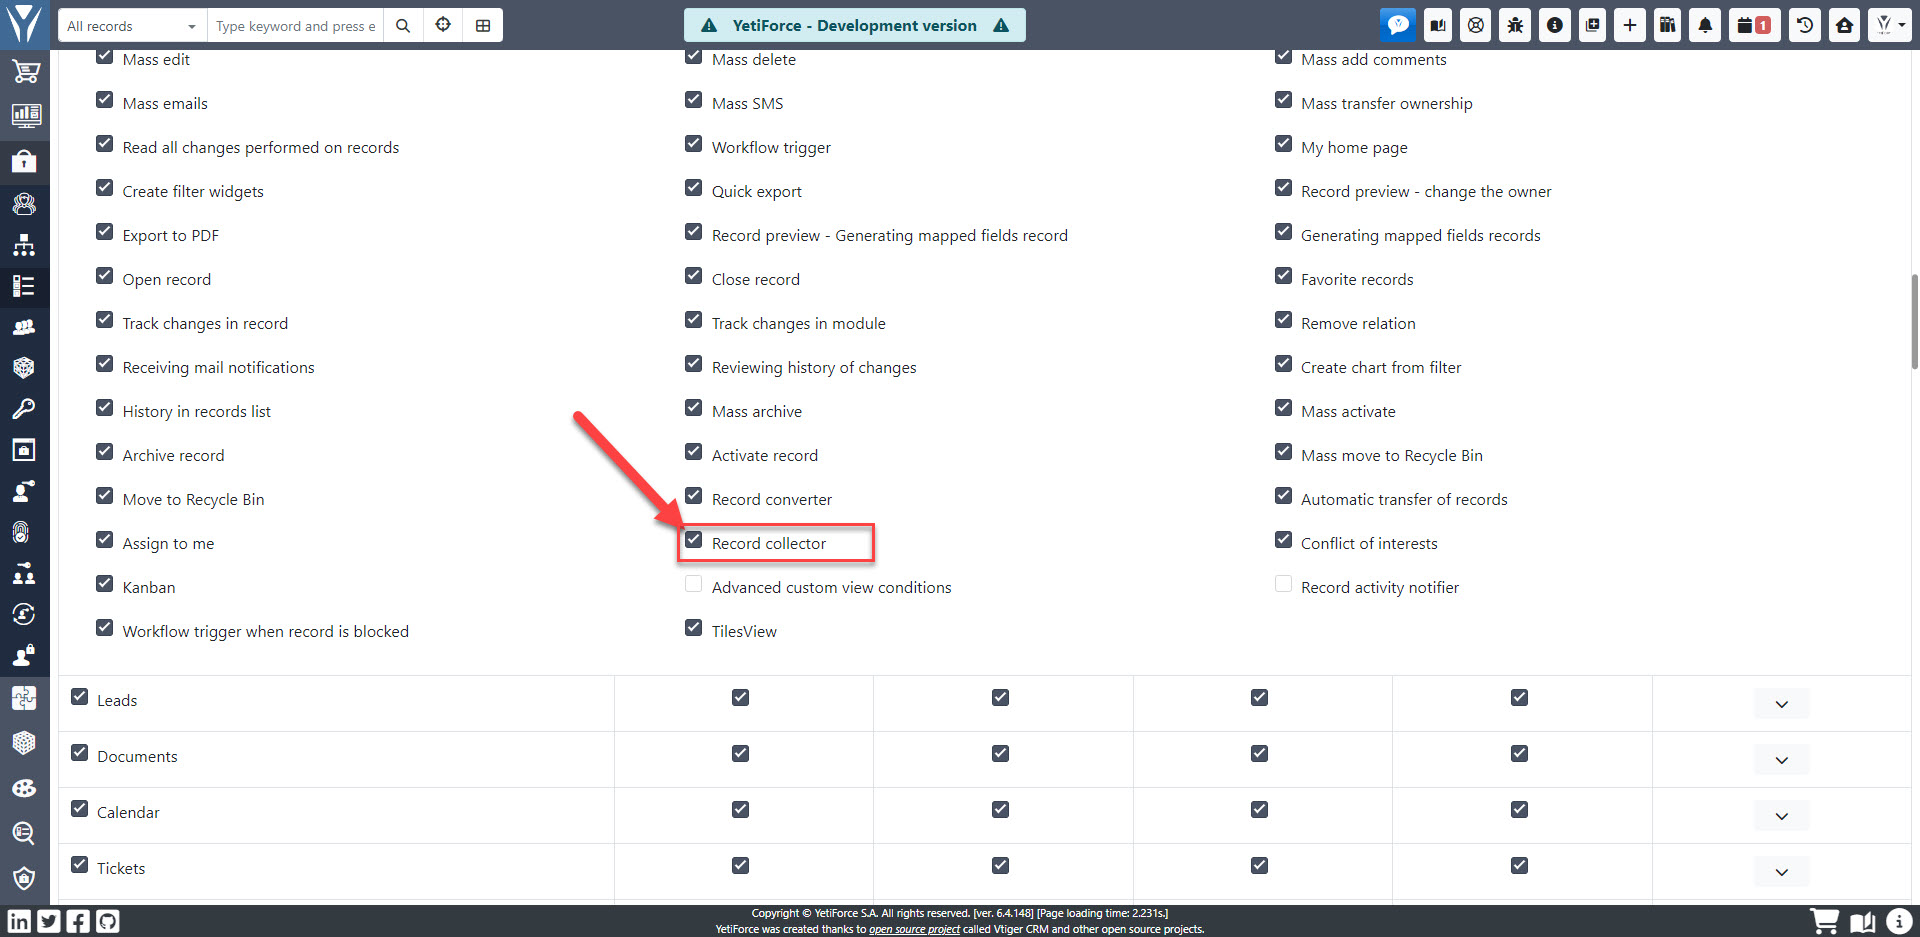 All records
Type keyword and press e
YetiForce - Development version
1
Mass edit
Mass delete
Mass add comments
Mass emails
Mass SMS
Mass transfer ownership
Read all changes performed on records
Workflow trigger
My home page
Create filter widgets
Quick export
Record preview - change the owner
Export to PDF
Record preview - Generating mapped fields record
Generating mapped fields records
Open record
Close record
Favorite records
Track changes in record
Track changes in module
Remove relation
Receiving mail notifications
Reviewing history of changes
Create chart from filter
History in records list
Mass archive
Mass activate
Archive record
Activate record
Mass move to Recycle Bin
Move to Recycle Bin
Record converter
Automatic transfer of records
Assign to me
Record collector
Conflict of interests
Kanban
Advanced custom view conditions
Record activity notifier
Workflow trigger when record is blocked
TilesView
Leads
Documents
Calendar
Tickets
Copyright © YetiForce S.A. All rights reserved. [ver. 6.4.148] [Page loading time: 2.231s.]
YetiForce was created thanks to open source project called Vtiger CRM and other open source projects.